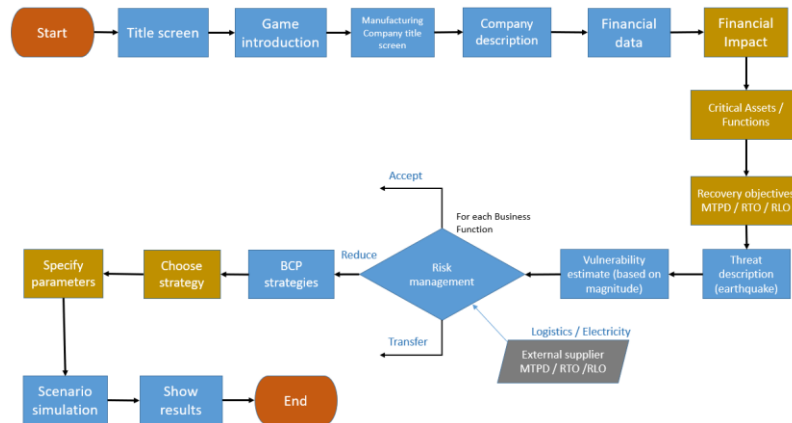 Start
Title screen
Game
introduction
Manufacturing
Company title
screen
Company
description
Financial
data
Financial
Impact
Critical Assets /
Functions
Recovery objectives
MTPD / RTO / RLO
Threat
description
(earthquake)
Vulnerability
estimate (based on
magnitude)
For each Business
Function
Risk
management
Accept
Reduce
Transfer
Logistics / Electricity
External supplier
MTPD / RTO /RLO
BCP
strategies
Choose
strategy
Specify
parameters
Scenario
simulation
Show
results
End